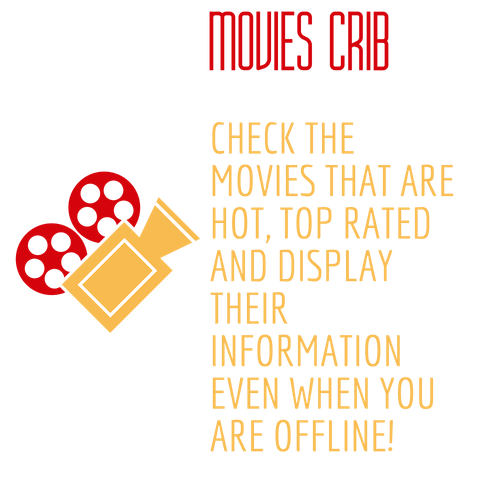 MOVIES CRIB
CHECK THE
MOVIES THAT ARE
HOT, TOP RATED
AND DISPLAY
THEIR
INFORMATION
EVEN WHEN YOU
ARE OFFLINE!